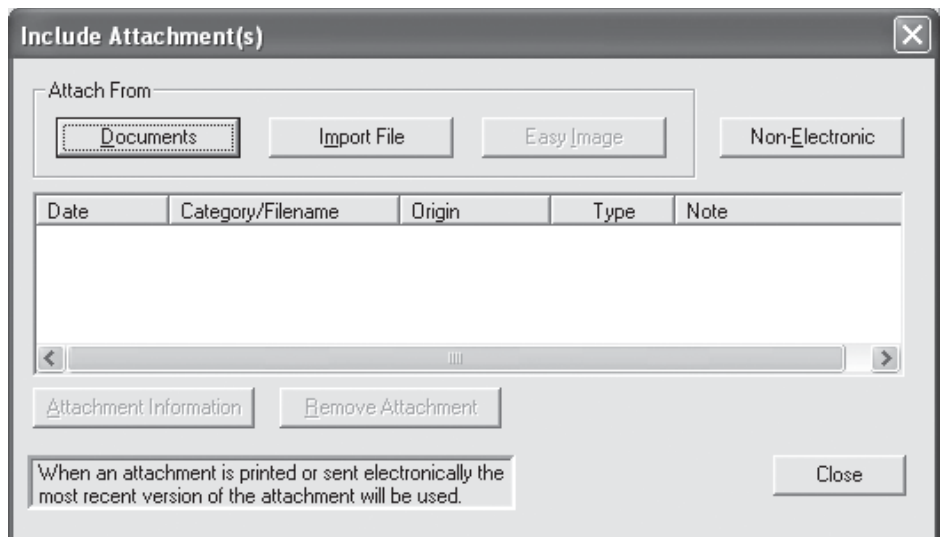 Include Attachment(s)
Attach From
Documents Import File Easy Image Non-Electronic
Date Category/Filename Origin Type Note
Attachment Information Remove Attachment
When an attachment is printed or sent electronically the
most recent version of the attachment will be used.
Close